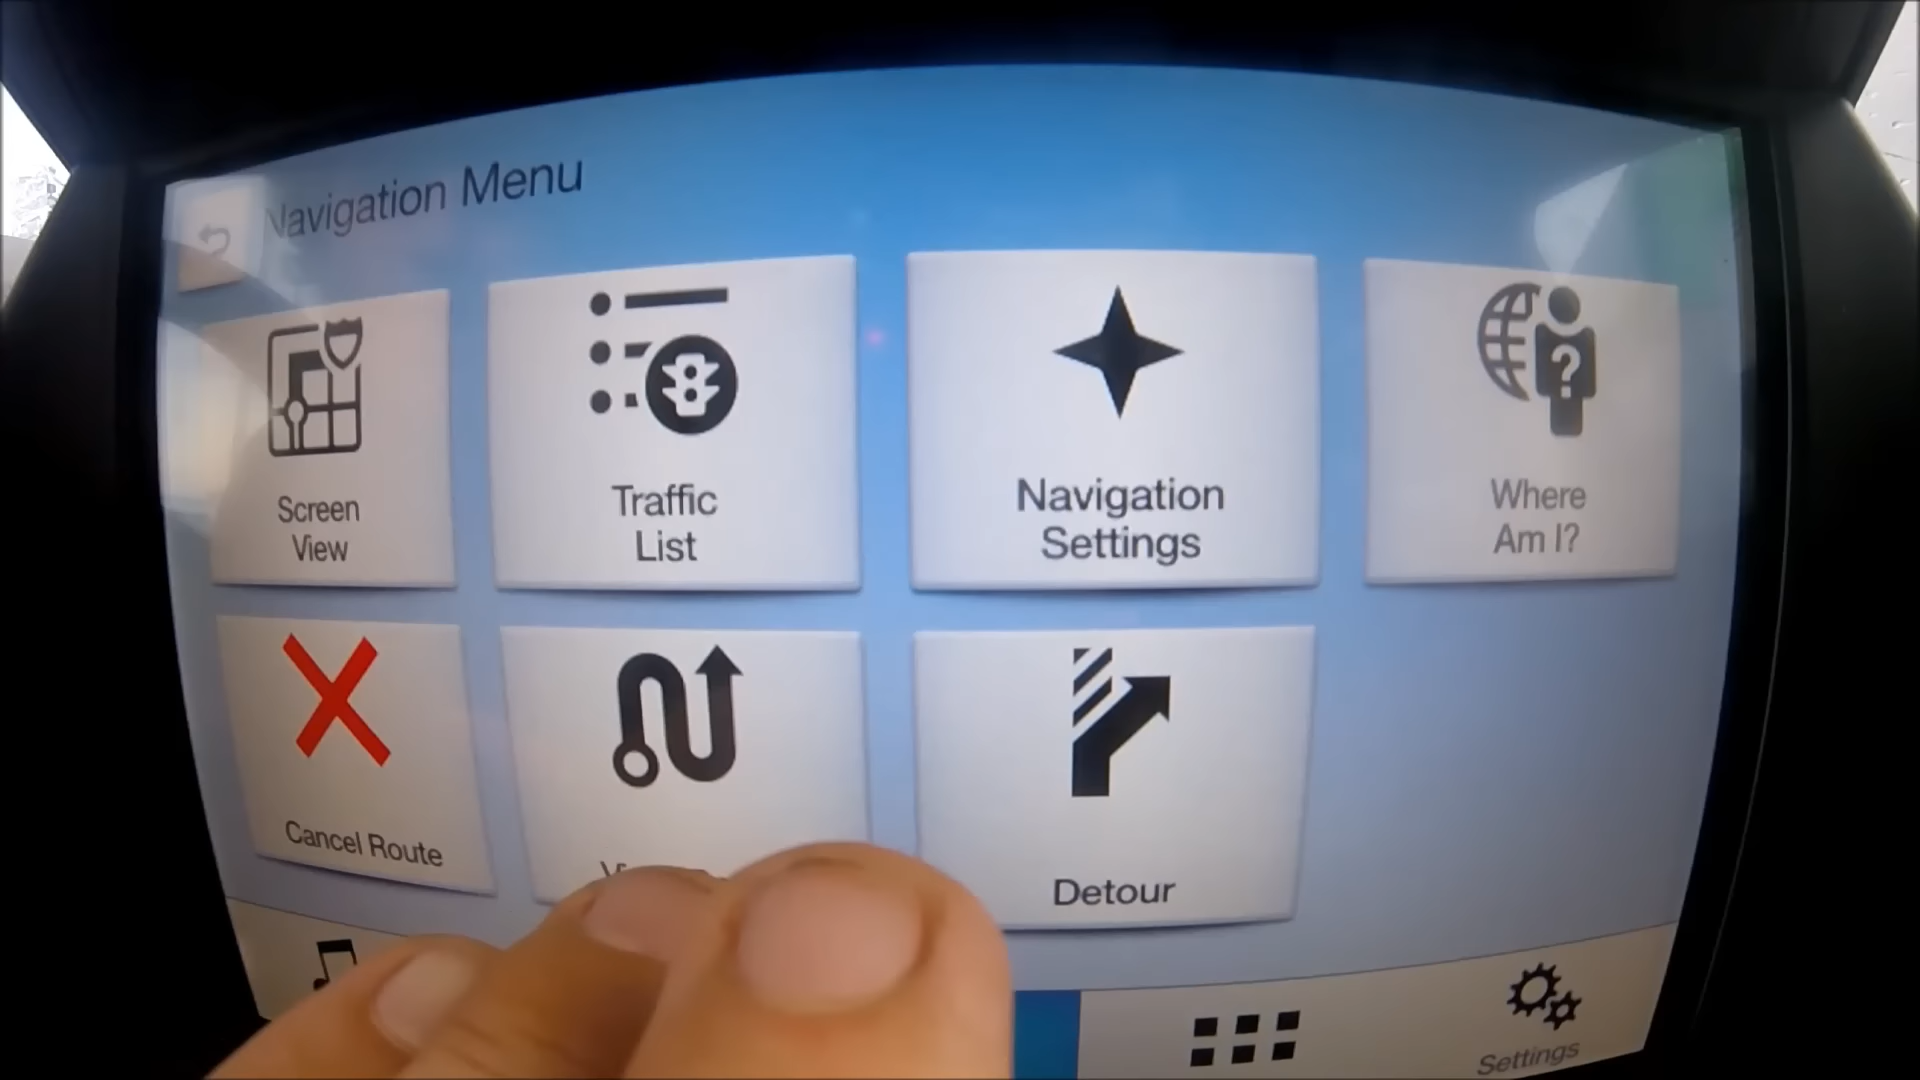 Navigation Menu
Screen
View
Traffic
List
Navigation
Settings
Where
Am I?
?
Cancel Route
Detour
Settings